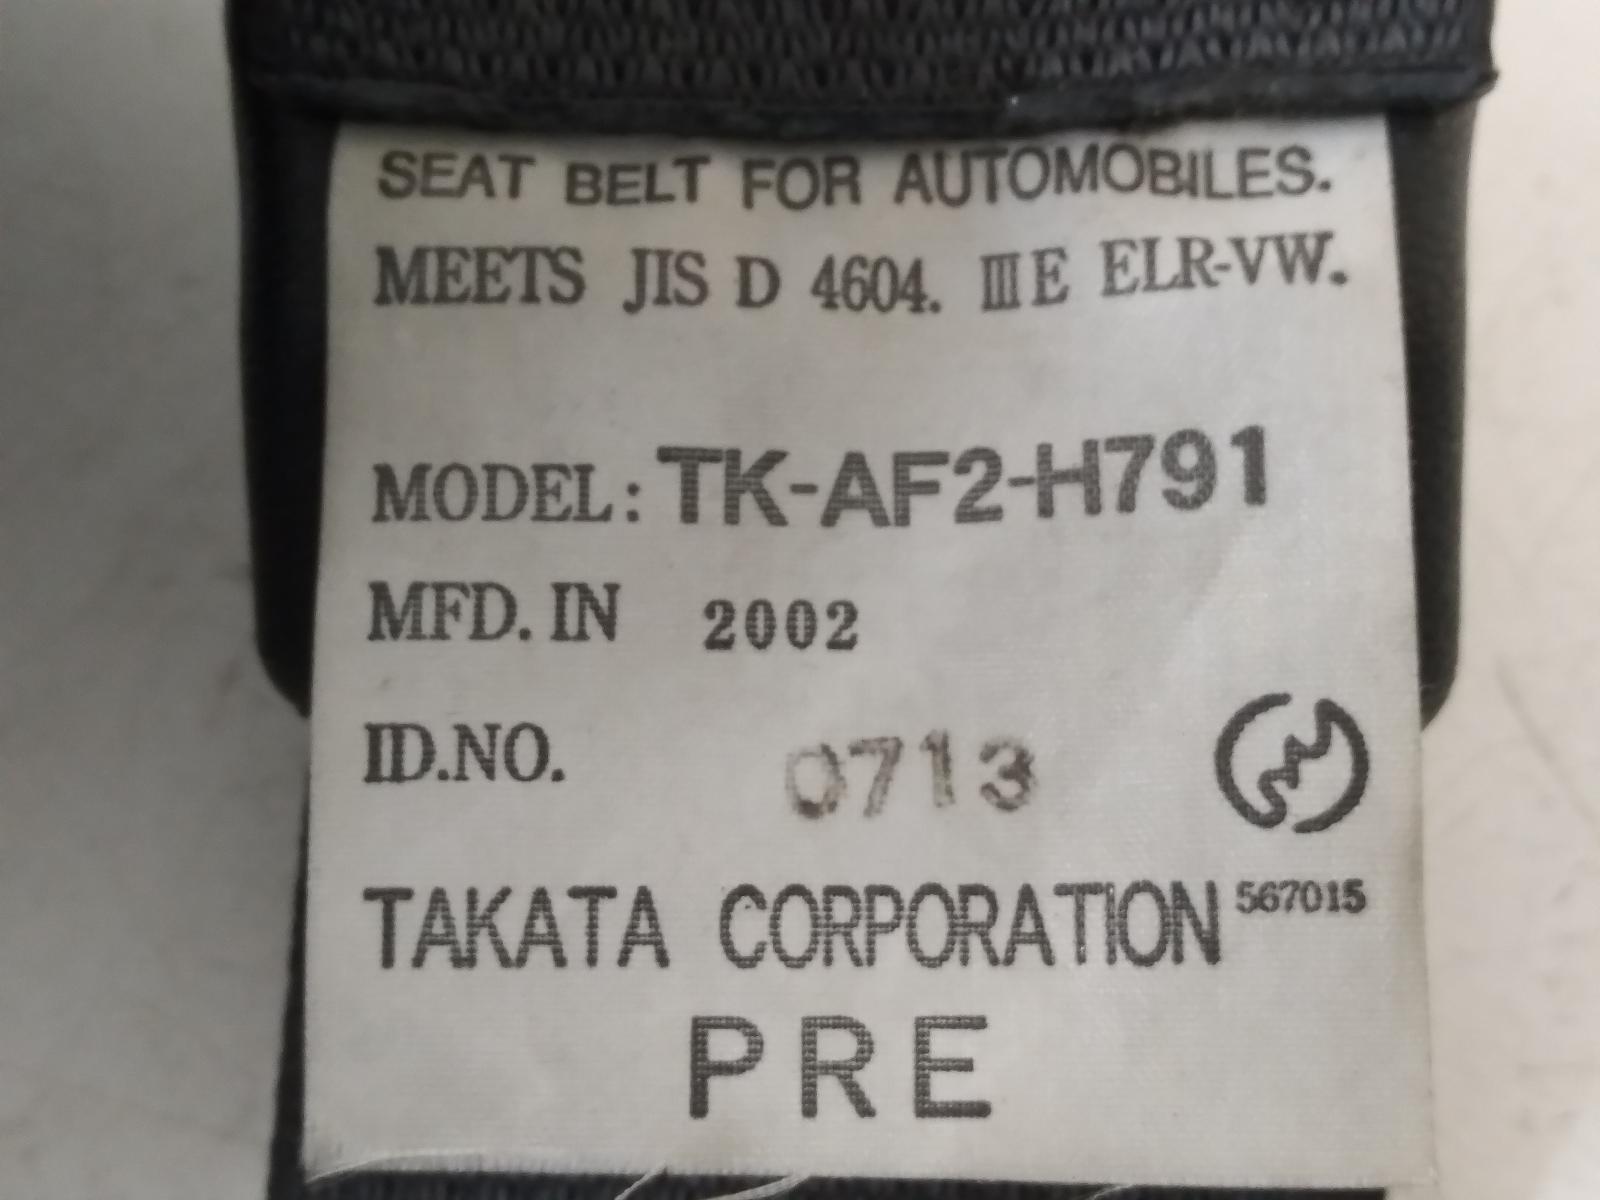 SEAT BELT FOR AUTOMOBILES.
MEETS JIS D 4604. III E ELR-VW.
MODEL: TK-AF2-H791
MFD. IN 2002
ID.NO. 0713
TAKATA CORPORATION 567015
PRE